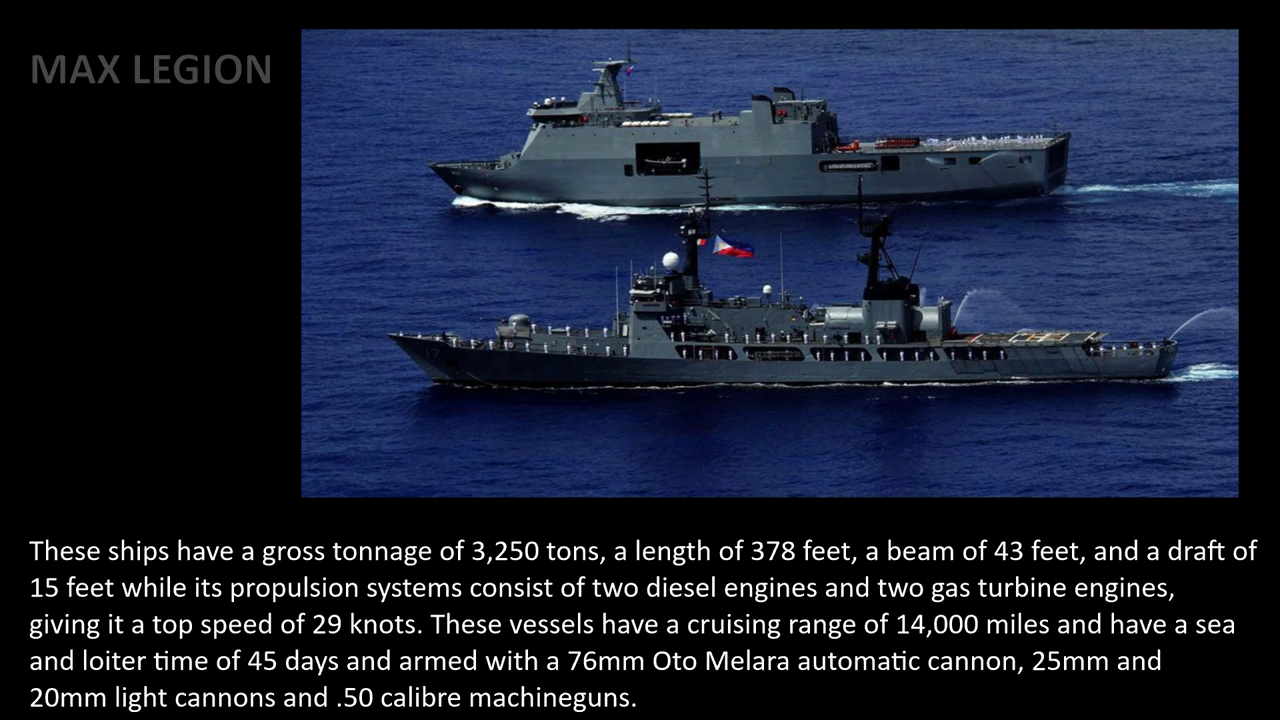 MAX LEGION
17
These ships have a gross tonnage of 3,250 tons, a length of 378 feet, a beam of 43 feet, and a draft of
15 feet while its propulsion systems consist of two diesel engines and two gas turbine engines,
giving it a top speed of 29 knots. These vessels have a cruising range of 14,000 miles and have a sea
and loiter time of 45 days and armed with a 76mm Oto Melara automatic cannon, 25mm and
20mm light cannons and .50 calibre machineguns.